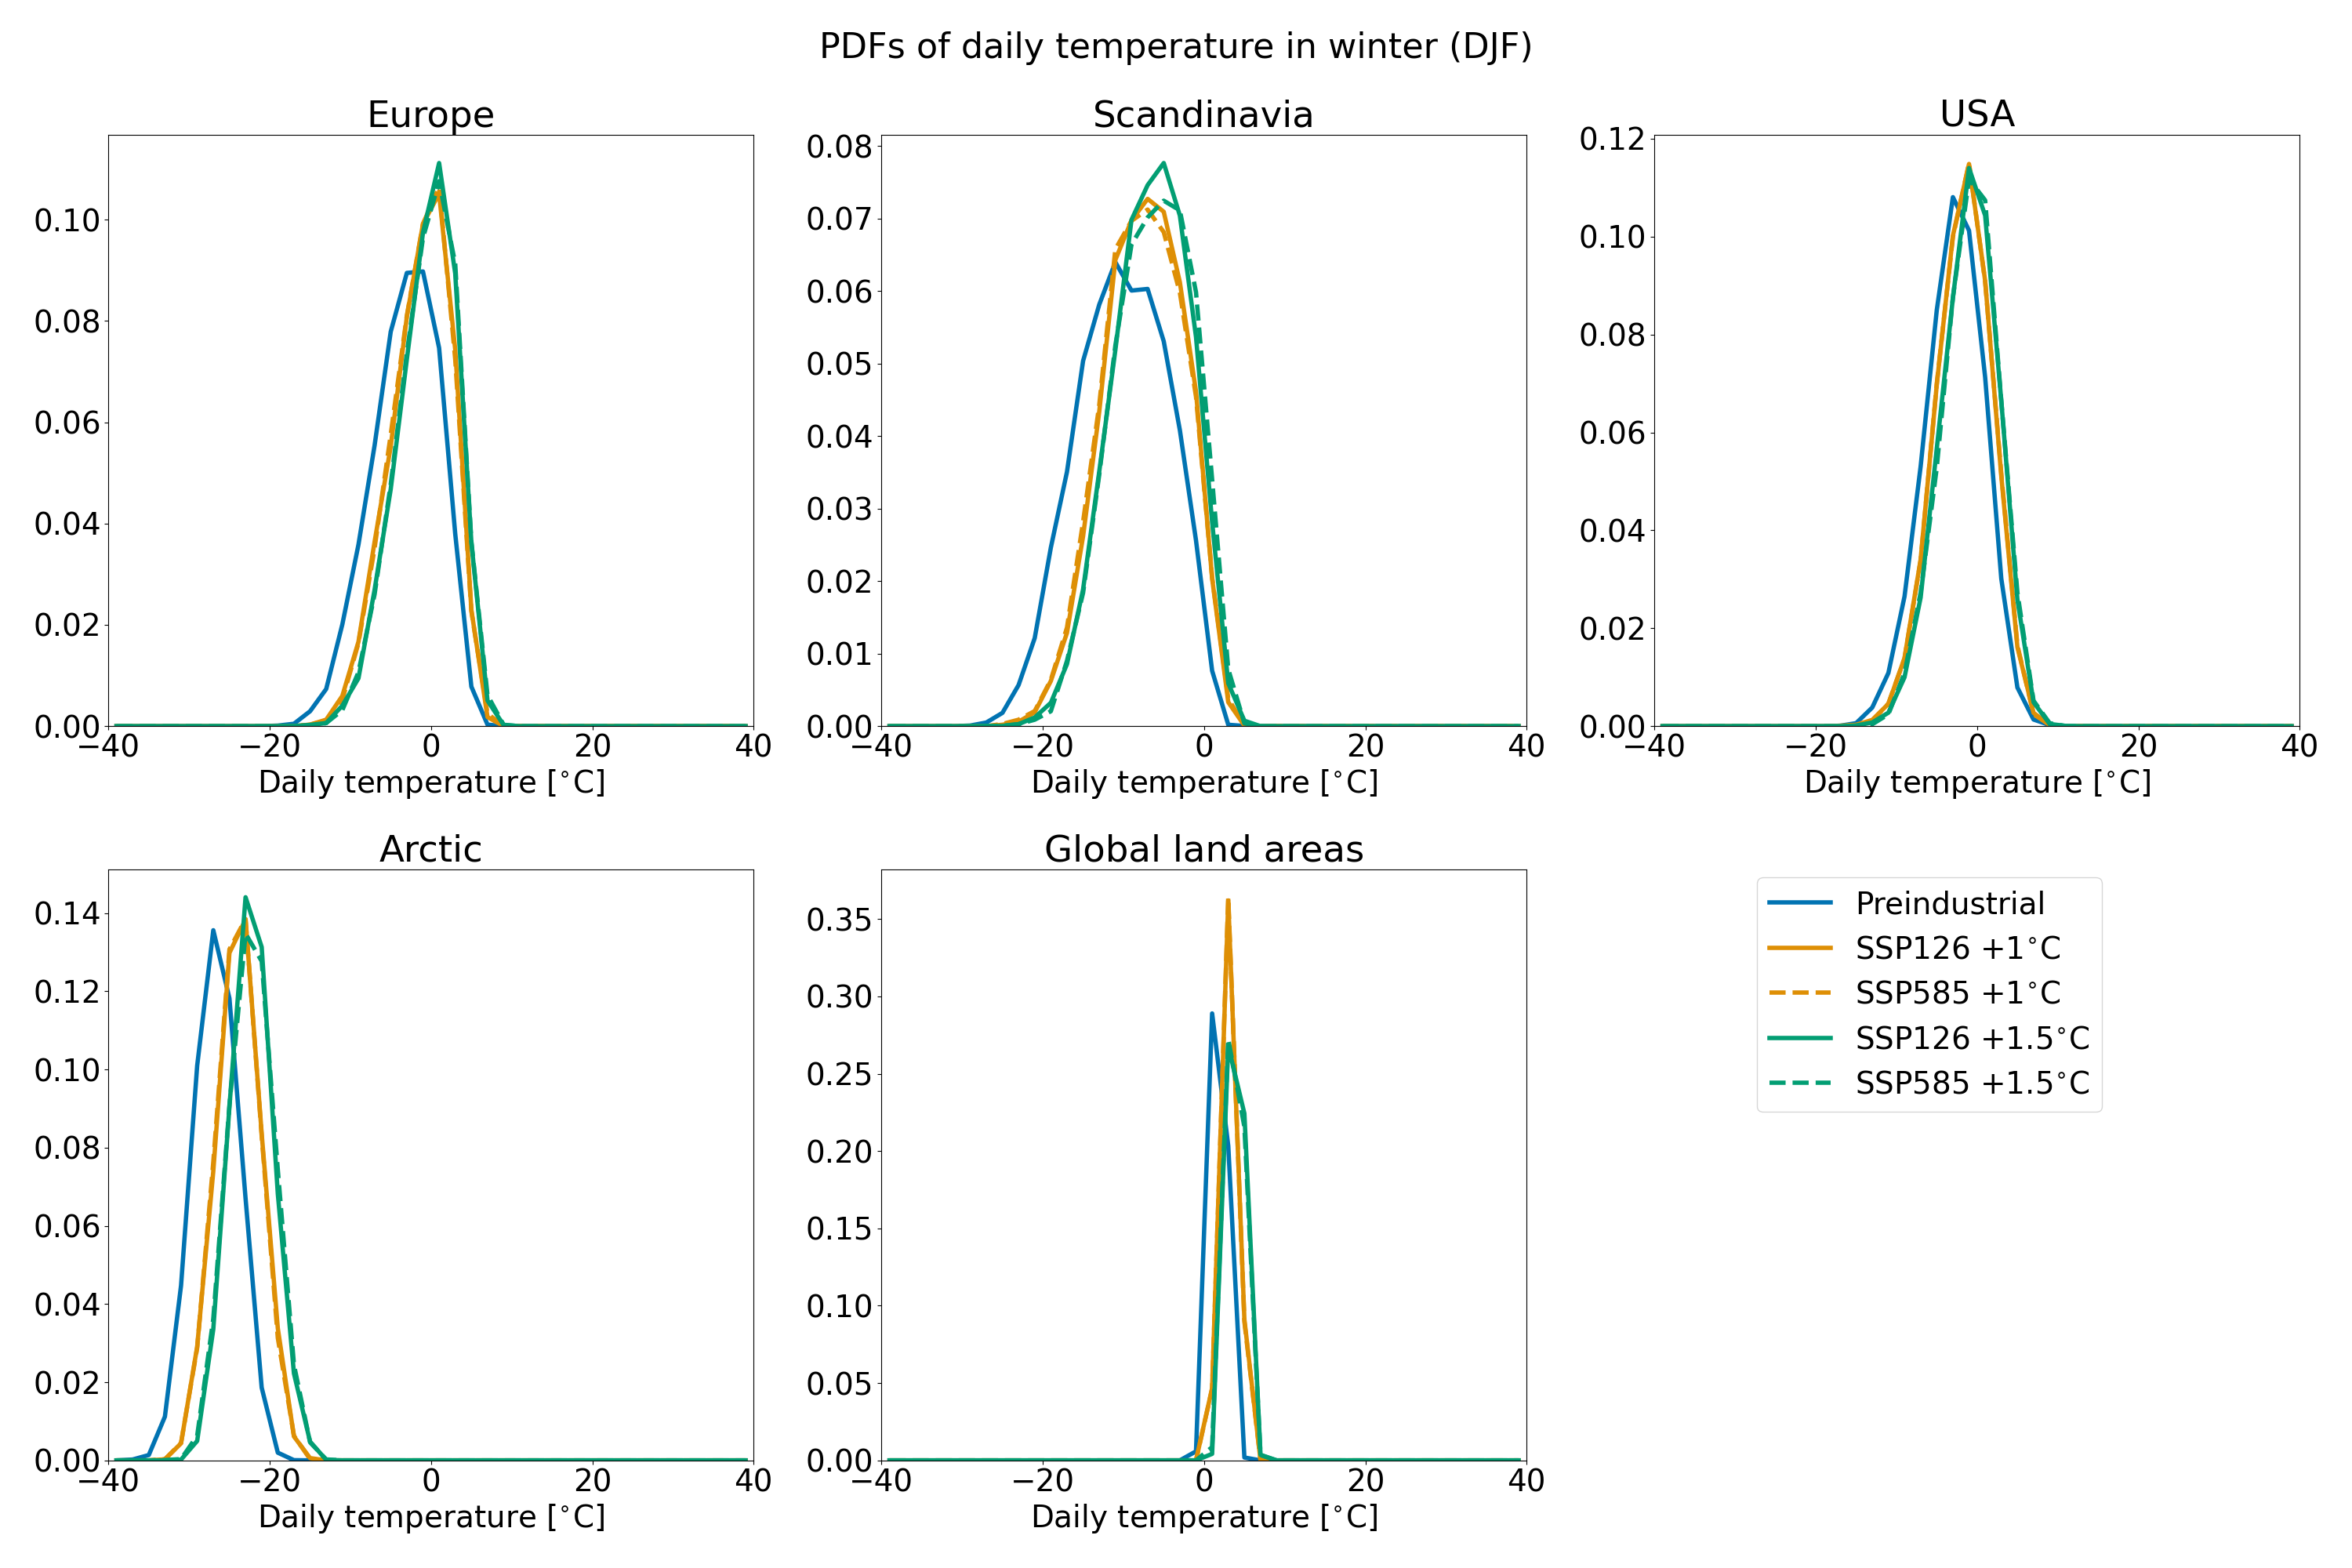 PDFs of daily temperature in winter (DJF)
Europe
0.10
0.08
0.06
0.04
0.02
0.00
−40 −20 0 20 40
Daily temperature [°C]
Scandinavia
0.08
0.07
0.06
0.05
0.04
0.03
0.02
0.01
0.00
−40 −20 0 20 40
Daily temperature [°C]
USA
0.12
0.10
0.08
0.06
0.04
0.02
0.00
−40 −20 0 20 40
Daily temperature [°C]
Arctic
0.14
0.12
0.10
0.08
0.06
0.04
0.02
0.00
−40 −20 0 20 40
Daily temperature [°C]
Global land areas
0.35
0.30
0.25
0.20
0.15
0.10
0.05
0.00
−40 −20 0 20 40
Daily temperature [°C]
Preindustrial
SSP126 +1°C
SSP585 +1°C
SSP126 +1.5°C
SSP585 +1.5°C